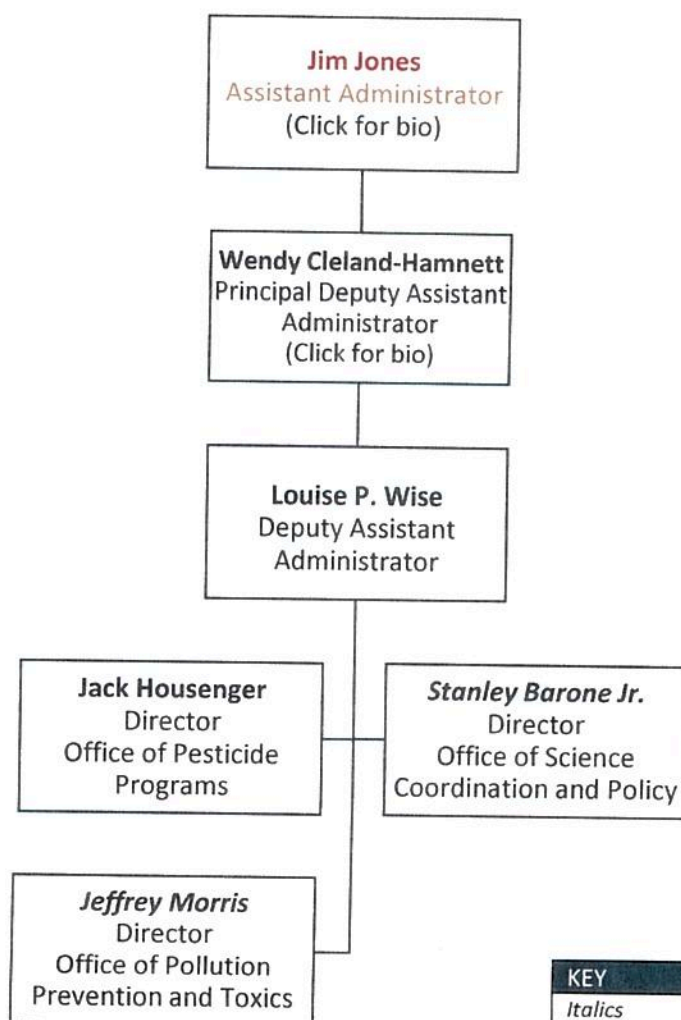 Jim Jones
Assistant Administrator
(Click for bio)
Wendy Cleland-Hamnett
Principal Deputy Assistant
Administrator
(Click for bio)
Louise P. Wise
Deputy Assistant
Administrator
Jack Housenger
Director
Office of Pesticide
Programs
Stanley Barone Jr.
Director
Office of Science
Coordination and Policy
Jeffrey Morris
Director
Office of Pollution
Prevention and Toxics
KEY
Italics